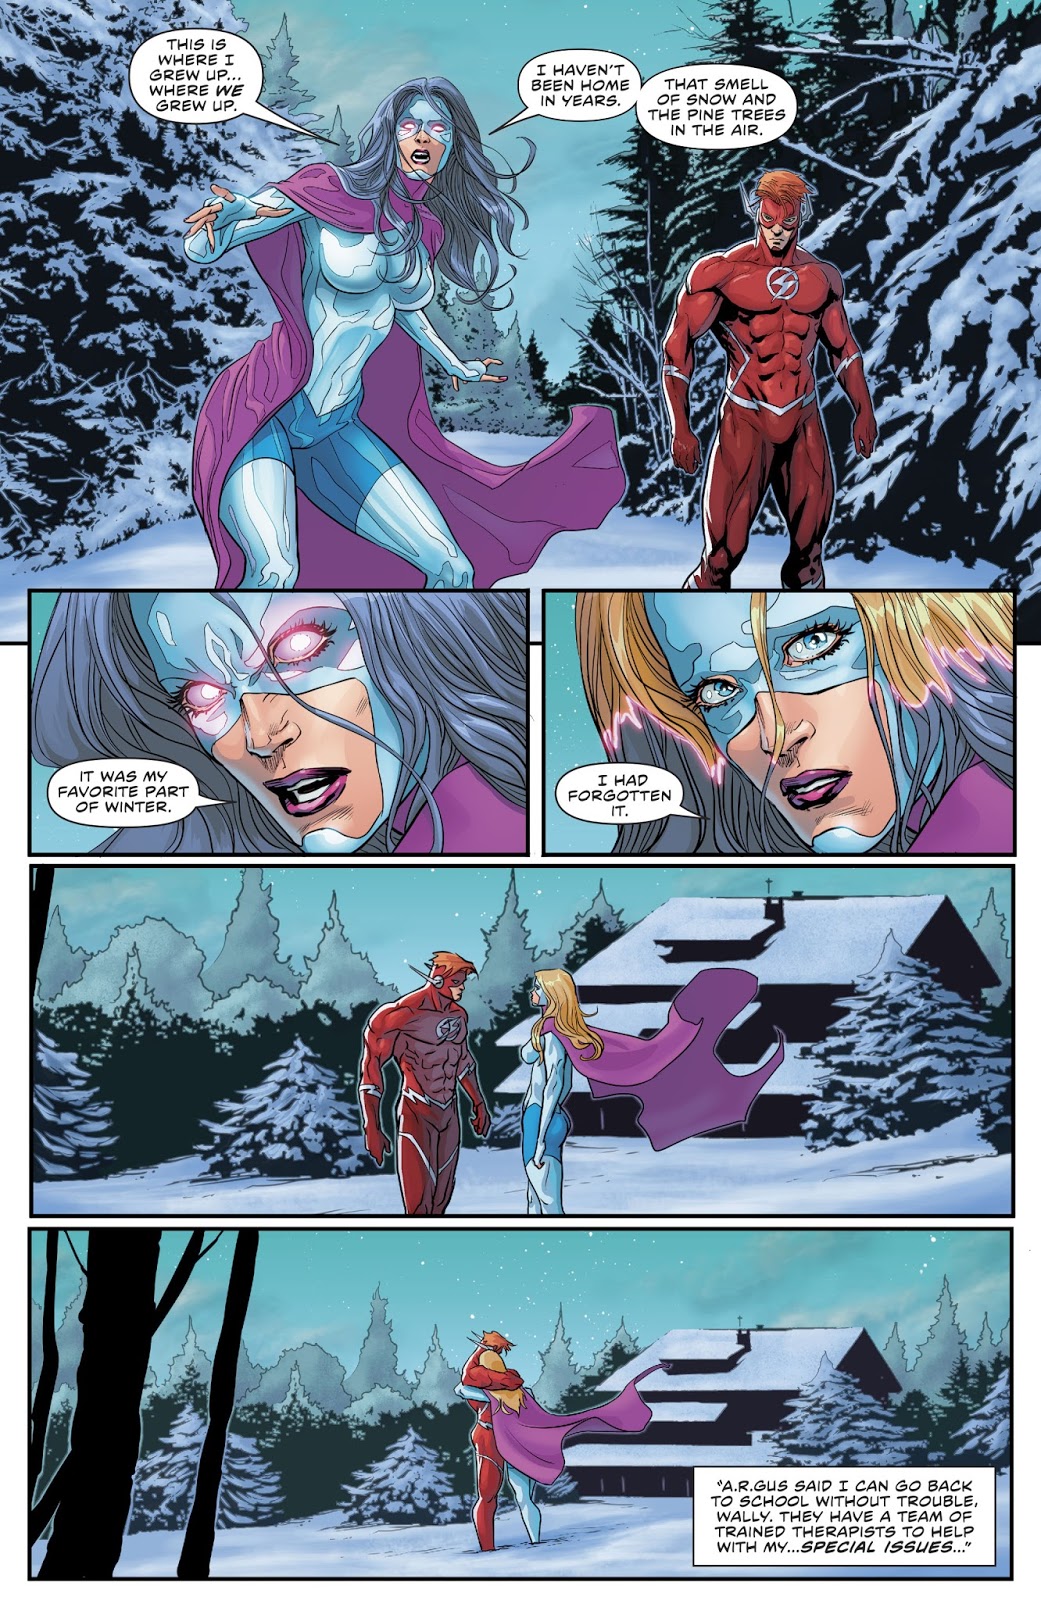 THIS IS
WHERE I
GREW UP...
WHERE WE
GREW UP.
I HAVEN'T
BEEN HOME
IN YEARS.
THAT SMELL
OF SNOW AND
THE PINE TREES
IN THE AIR.
IT WAS MY
FAVORITE PART
OF WINTER.
I HAD
FORGOTTEN
IT.
"A.R.GUS SAID I CAN GO BACK
TO SCHOOL WITHOUT TROUBLE,
WALLY. THEY HAVE A TEAM OF
TRAINED THERAPISTS TO HELP
WITH MY...SPECIAL ISSUES..."